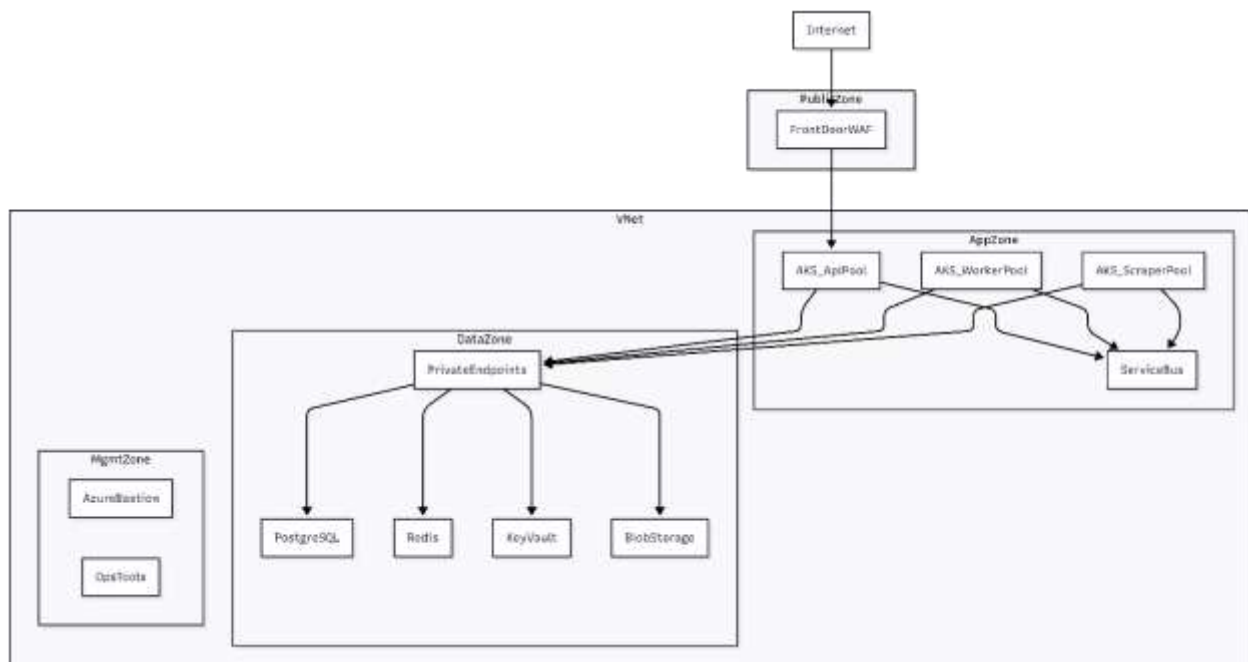 Internet
PublicZone
FrontDoorWAF
VNet
AppZone
AKS_ApiPool
AKS_WorkerPool
AKS_ScraperPool
DataZone
PrivateEndpoints
ServiceBus
MgmtZone
AzureBastion
PostgreSQL
Redis
KeyVault
BlobStorage
OpsTools